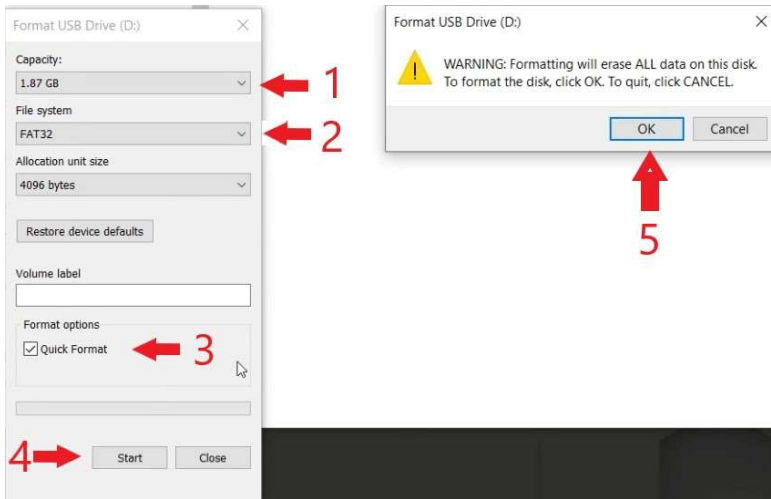 Format USB Drive (D:)
Capacity:
1.87 GB
1
File system
FAT32
2
Allocation unit size
4096 bytes
Restore device defaults
Volume label
Format options
Quick Format
3
4
Start
Close
Format USB Drive (D:)
WARNING: Formatting will erase ALL data on this disk.
To format the disk, click OK. To quit, click CANCEL.
OK
Cancel
5